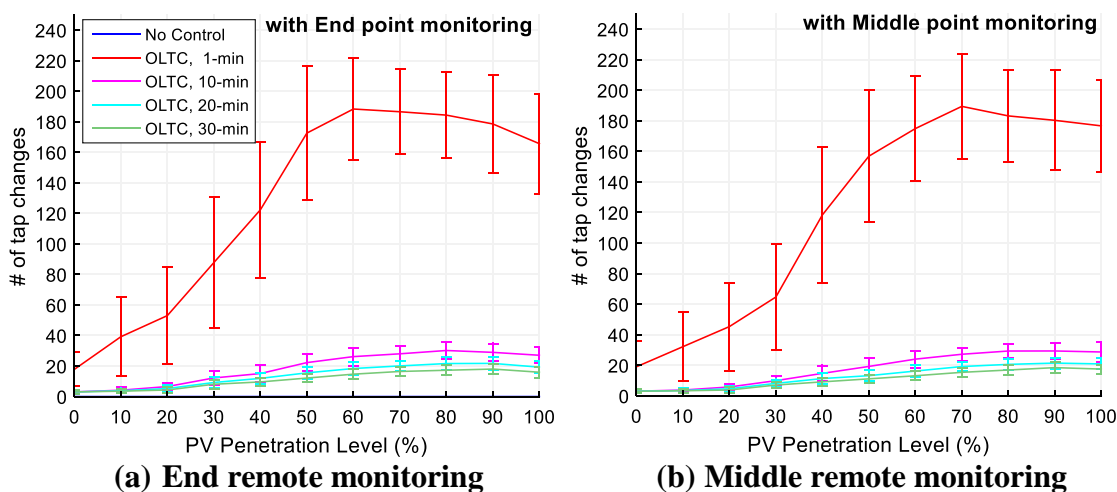 with End point monitoring
No Control
OLTC, 1-min
OLTC, 10-min
OLTC, 20-min
OLTC, 30-min
# of tap changes
240
220
200
180
160
140
120
100
80
60
40
20
0
0 10 20 30 40 50 60 70 80 90 100
PV Penetration Level (%)
(a) End remote monitoring
with Middle point monitoring
# of tap changes
240
220
200
180
160
140
120
100
80
60
40
20
0
0 10 20 30 40 50 60 70 80 90 100
PV Penetration Level (%)
(b) Middle remote monitoring